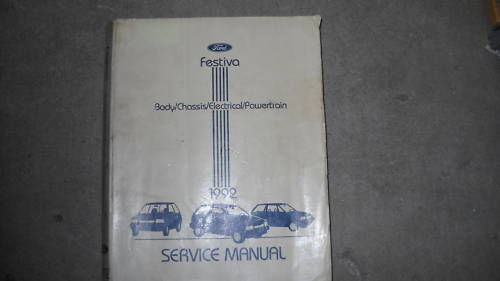 Ford
Festiva
Body/Chassis/Electrical/Powertrain
1992
SERVICE MANUAL